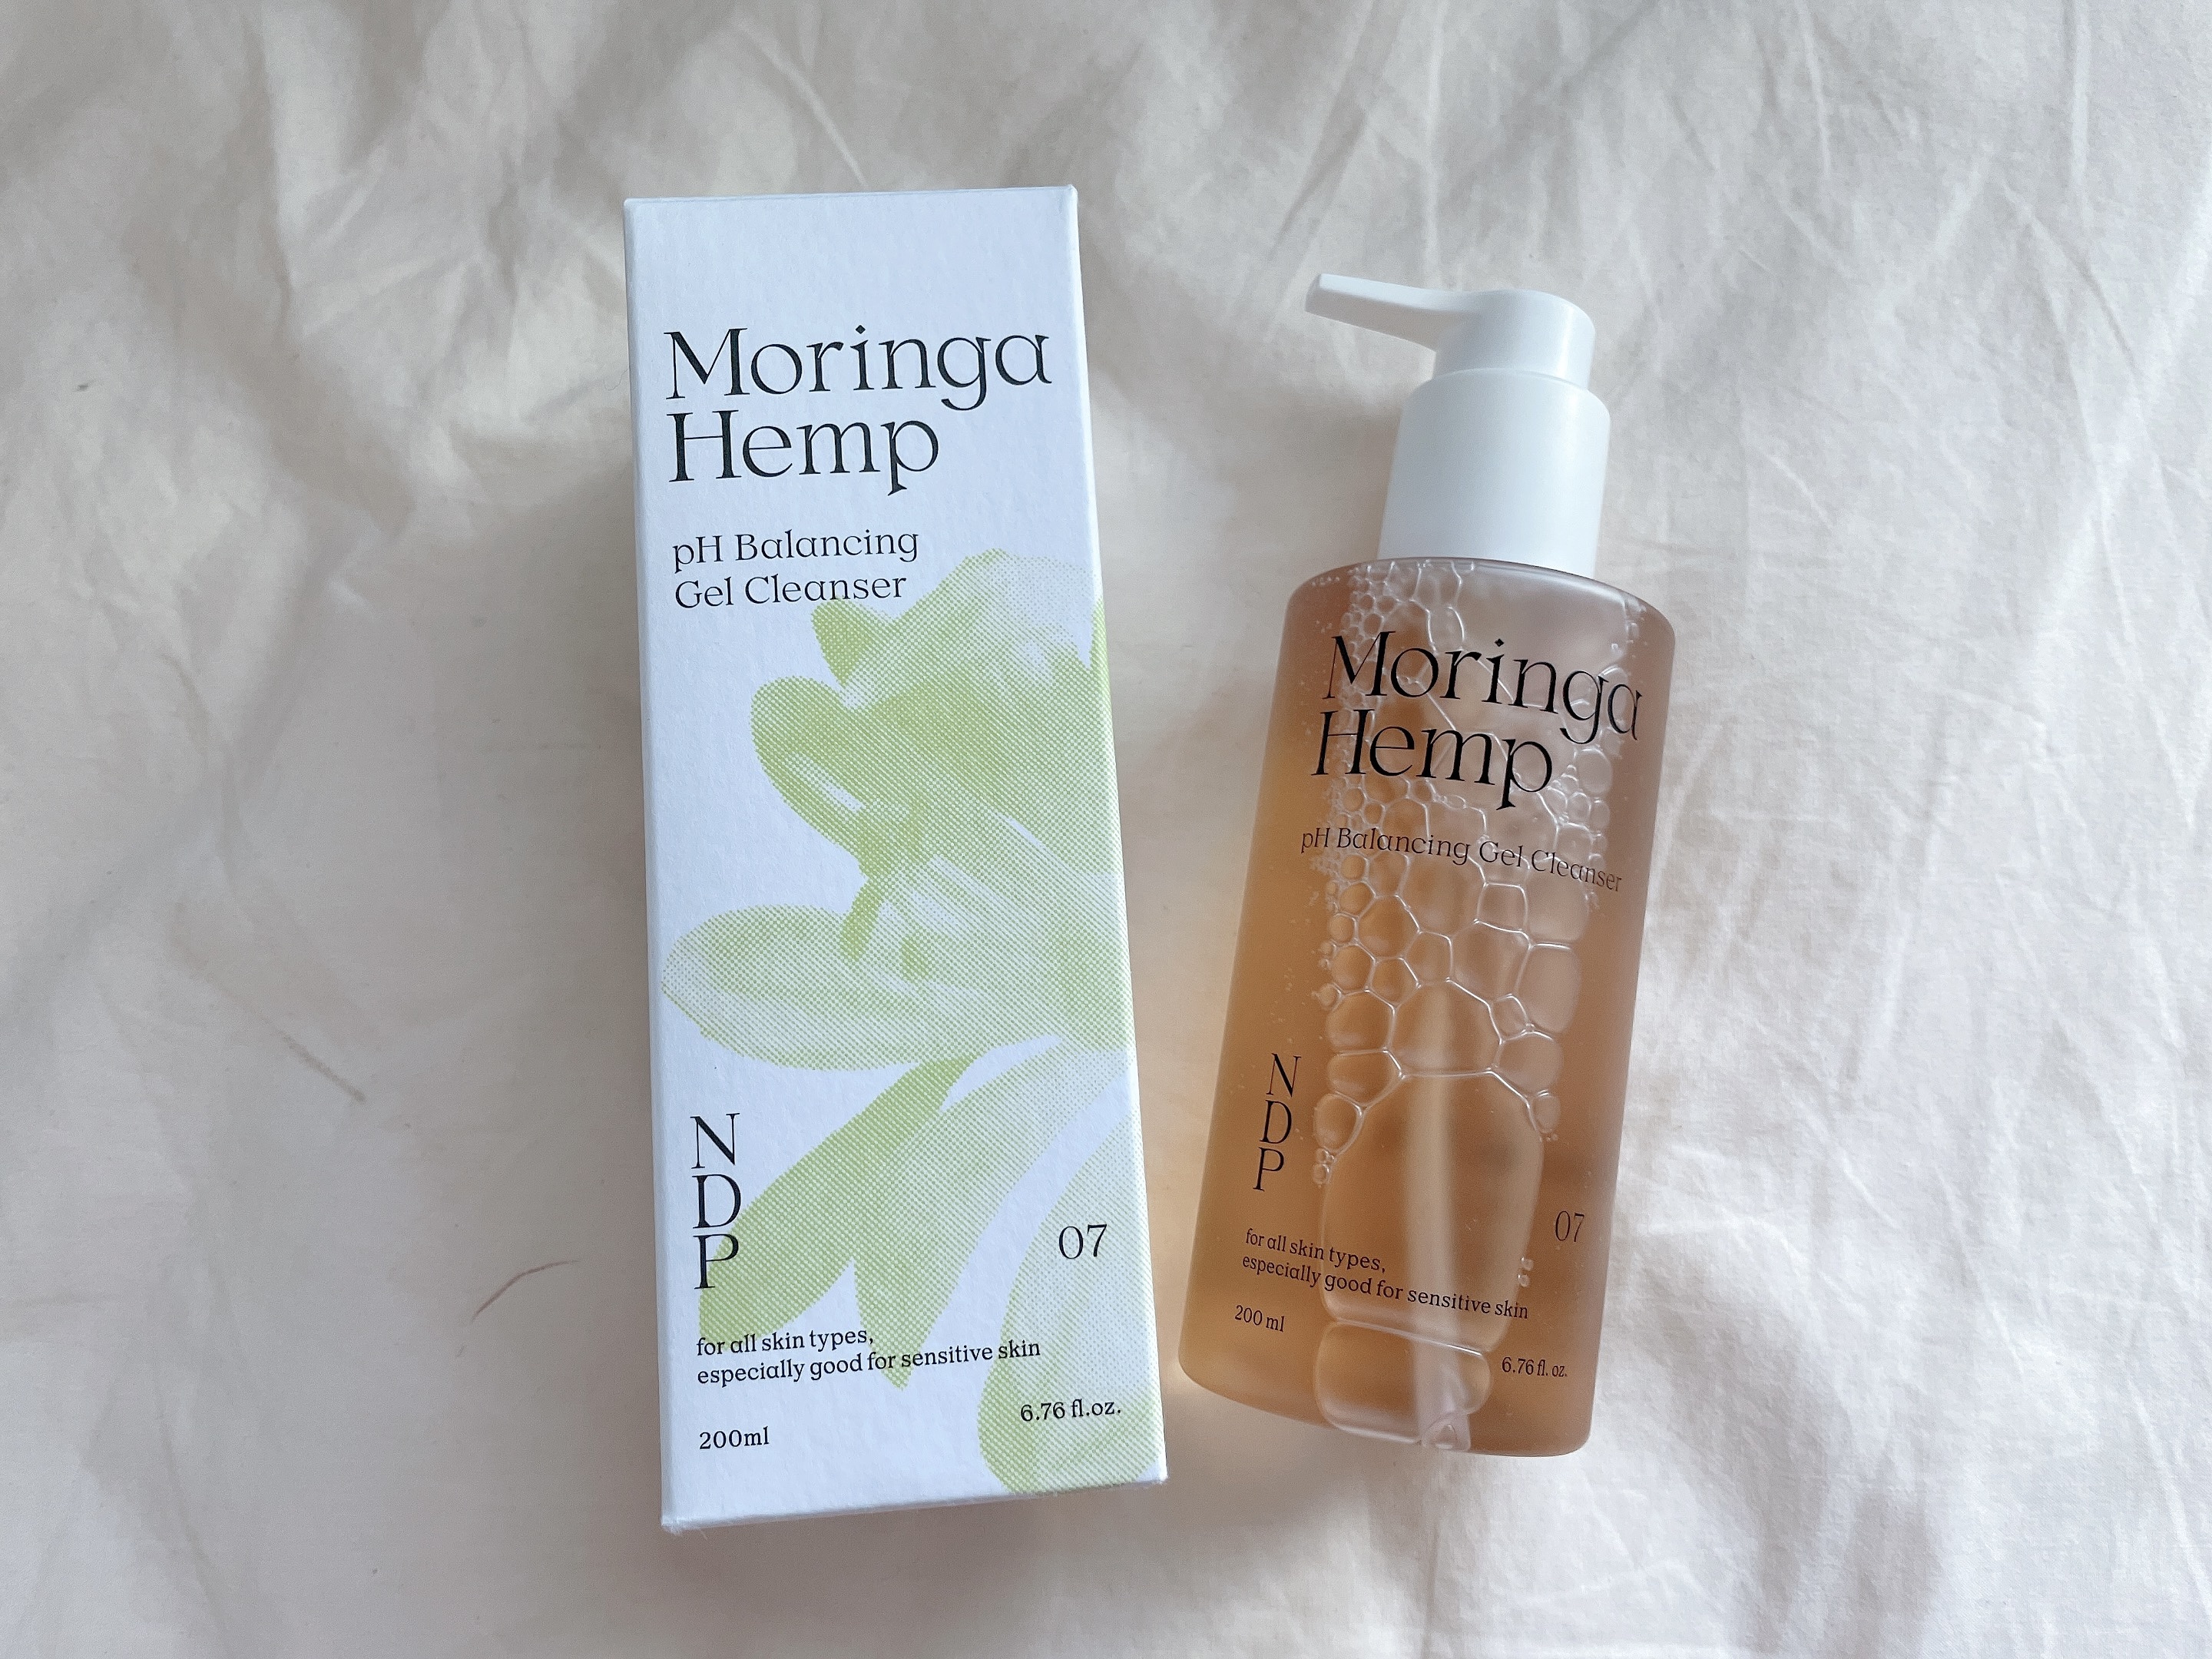 Moringa
Hemp
pH Balancing
Gel Cleanser
N
D
P
07
for all skin types,
especially good for sensitive skin
6.76 fl.oz.
200ml
Moringa
Hemp
pH Balancing Gel Cleanser
N
D
P
07
for all skin types,
especially good for sensitive skin
200 ml
6.76 fl. oz.